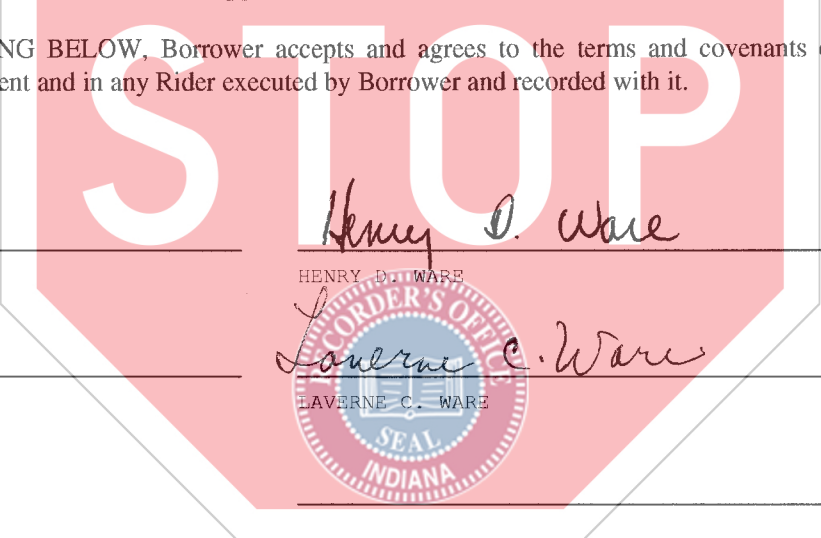 NG BELOW, Borrower accepts and agrees to the terms and covenants
ent and in any Rider executed by Borrower and recorded with it.
STOP
Henry D. Ware
HENRY D. WARE
RECORDER'S OFFICE
Laverne C. Ware
LAVERNE C. WARE
SEAL
INDIANA